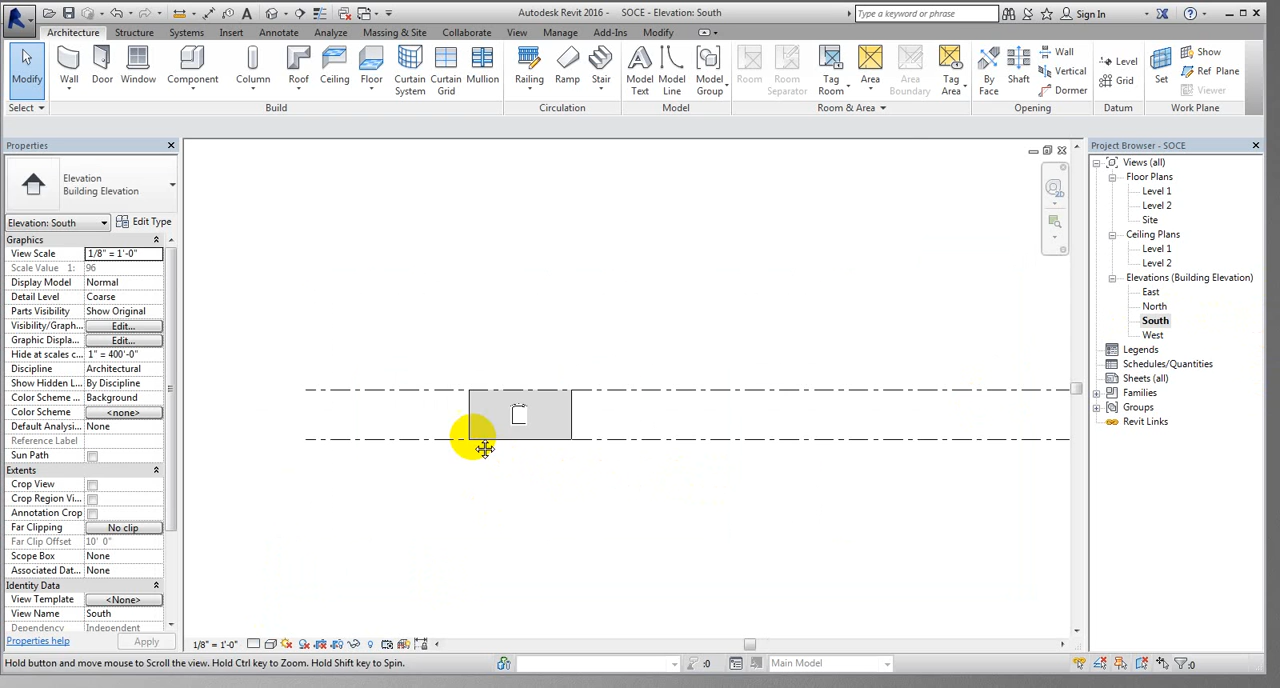 Autodesk Revit 2016 -    SOCE - Elevation: South
Type a keyword or phrase
Sign In
Architecture Structure Systems Insert Annotate Analyze Massing & Site Collaborate View Manage Add-Ins Modify
Modify Wall Door Window Component Column Roof Ceiling Floor Curtain System Curtain Grid Mullion Railing Ramp Stair Model Text Model Line Model Group Room Room Separator Tag Room Area Area Boundary Tag Area By Face Shaft Wall Vertical Dormer Level Grid Set Show Ref Plane Viewer
Select Build Circulation Model Room & Area Opening Datum Work Plane
Properties
Elevation
Building Elevation
Elevation: South Edit Type
Graphics
View Scale 1/8" = 1'-0"
Scale Value 1: 96
Display Model Normal
Detail Level Coarse
Parts Visibility Show Original
Visibility/Graph... Edit...
Graphic Displa... Edit...
Hide at scales c... 1" = 400'-0"
Discipline Architectural
Show Hidden L... By Discipline
Color Scheme ... Background
Color Scheme <none>
Default Analysi... None
Reference Label
Sun Path
Extents
Crop View
Crop Region Vi...
Annotation Crop
Far Clipping No clip
Far Clip Offset 10' 0"
Scope Box None
Associated Dat... None
Identity Data
View Template <None>
View Name South
Dependency Independent
Properties help Apply
2D
Project Browser - SOCE
Views (all)
Floor Plans
Level 1
Level 2
Site
Ceiling Plans
Level 1
Level 2
Elevations (Building Elevation)
East
North
South
West
Legends
Schedules/Quantities
Sheets (all)
Families
Groups
Revit Links
1/8" = 1'-0"
Hold button and move mouse to Scroll the view. Hold Ctrl key to Zoom. Hold Shift key to Spin.
:0
Main Model
:0